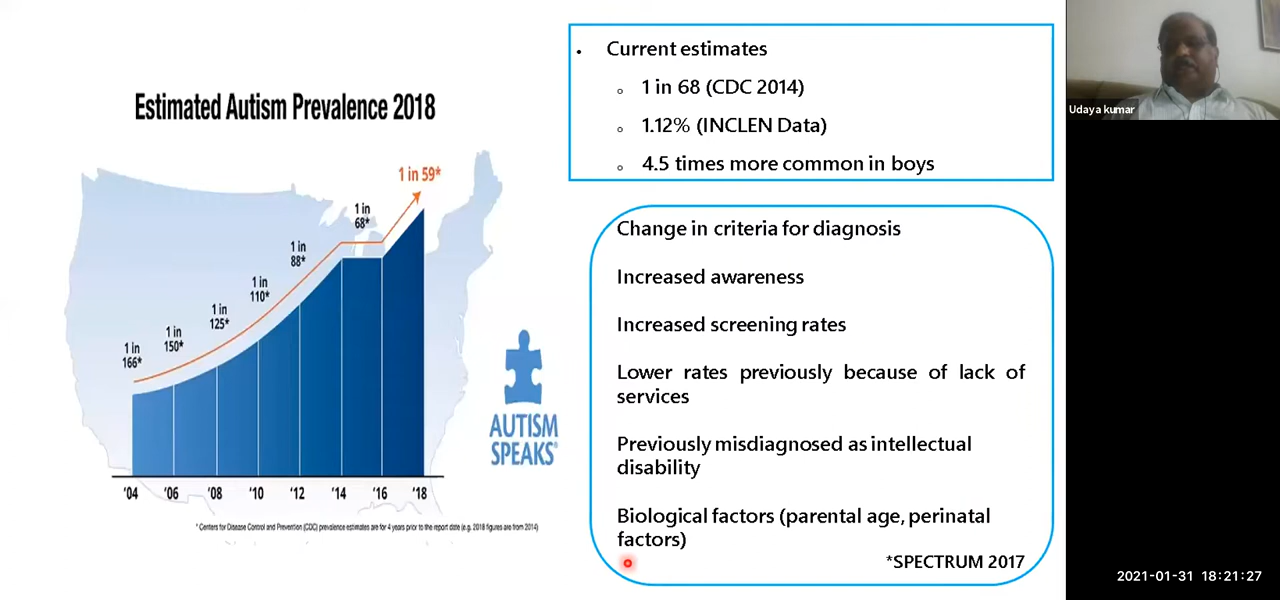 Estimated Autism Prevalence 2018
1 in
166*
1 in
150*
1 in
125*
1 in
110*
1 in
88*
1 in
68*
1 in 59*
AUTISM
SPEAKS®
'04 '06 '08 '10 '12 '14 '16 '18
* Centers for Disease Control and Prevention (CDC) prevalence estimates are for 4 years prior to the report date (e.g. 2018 figures are from 2014)
• Current estimates
○ 1 in 68 (CDC 2014)
○ 1.12% (INCLEN Data)
○ 4.5 times more common in boys
Change in criteria for diagnosis
Increased awareness
Increased screening rates
Lower rates previously because of lack of
services
Previously misdiagnosed as intellectual
disability
Biological factors (parental age, perinatal
factors)
*SPECTRUM 2017
Udaya kumar
2021-01-31 18:21:27